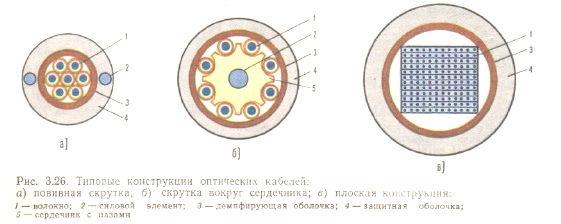 1
2
3
4
а)
1
2
3
4
5
б)
1
3
4
в)
Рис. 3.26. Типовые конструкции оптических кабелей:
а) повивная скрутка; б) скрутка вокруг сердечника; в) плоская конструкция:
1 — волокно; 2 — силовой элемент; 3 — демпфирующая оболочка; 4 — защитная оболочка;
5 — сердечник с пазами